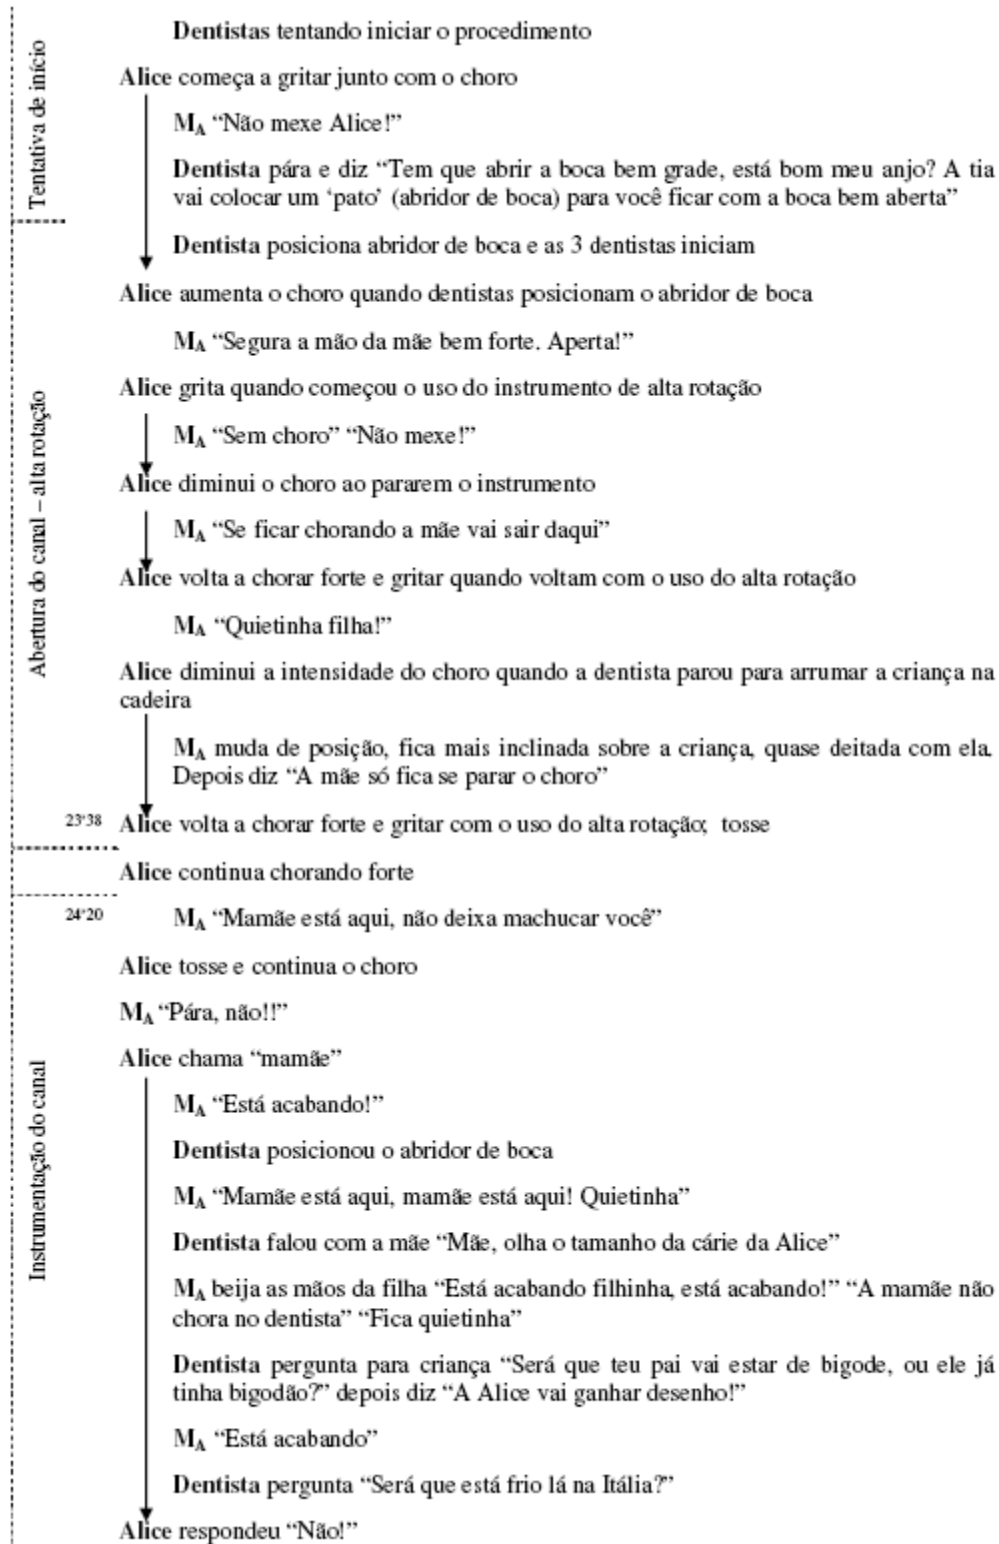 Tentativa de início
Dentistas tentando iniciar o procedimento
Alice começa a gritar junto com o choro
M_A “Não mexe Alice!”
Dentista pára e diz “Tem que abrir a boca bem grade, está bom meu anjo? A tia
vai colocar um ‘pato’ (abridor de boca) para você ficar com a boca bem aberta”
Dentista posiciona abridor de boca e as 3 dentistas iniciam
Abertura do canal – alta rotação
Alice aumenta o choro quando dentistas posicionam o abridor de boca
M_A “Segura a mão da mãe bem forte. Aperta!”
Alice grita quando começou o uso do instrumento de alta rotação
M_A “Sem choro” “Não mexe!”
Alice diminui o choro ao pararem o instrumento
M_A “Se ficar chorando a mãe vai sair daqui”
Alice volta a chorar forte e gritar quando voltam com o uso do alta rotação
M_A “Quietinha filha!”
Alice diminui a intensidade do choro quando a dentista parou para arrumar a criança na
cadeira
M_A muda de posição, fica mais inclinada sobre a criança, quase deitada com ela.
Depois diz “A mãe só fica se parar o choro”
23’38 Alice volta a chorar forte e gritar com o uso do alta rotação; tosse
Alice continua chorando forte
Instrumentação do canal
24’20 M_A “Mamãe está aqui, não deixa machucar você”
Alice tosse e continua o choro
M_A “Pára, não!!”
Alice chama “mamãe”
M_A “Está acabando!”
Dentista posicionou o abridor de boca
M_A “Mamãe está aqui, mamãe está aqui! Quietinha”
Dentista falou com a mãe “Mãe, olha o tamanho da cárie da Alice”
M_A beija as mãos da filha “Está acabando filhinha, está acabando!” “A mamãe não
chora no dentista” “Fica quietinha”
Dentista pergunta para criança “Será que teu pai vai estar de bigode, ou ele já
tinha bigodão?” depois diz “A Alice vai ganhar desenho!”
M_A “Está acabando”
Dentista pergunta “Será que está frio lá na Itália?”
Alice respondeu “Não!”